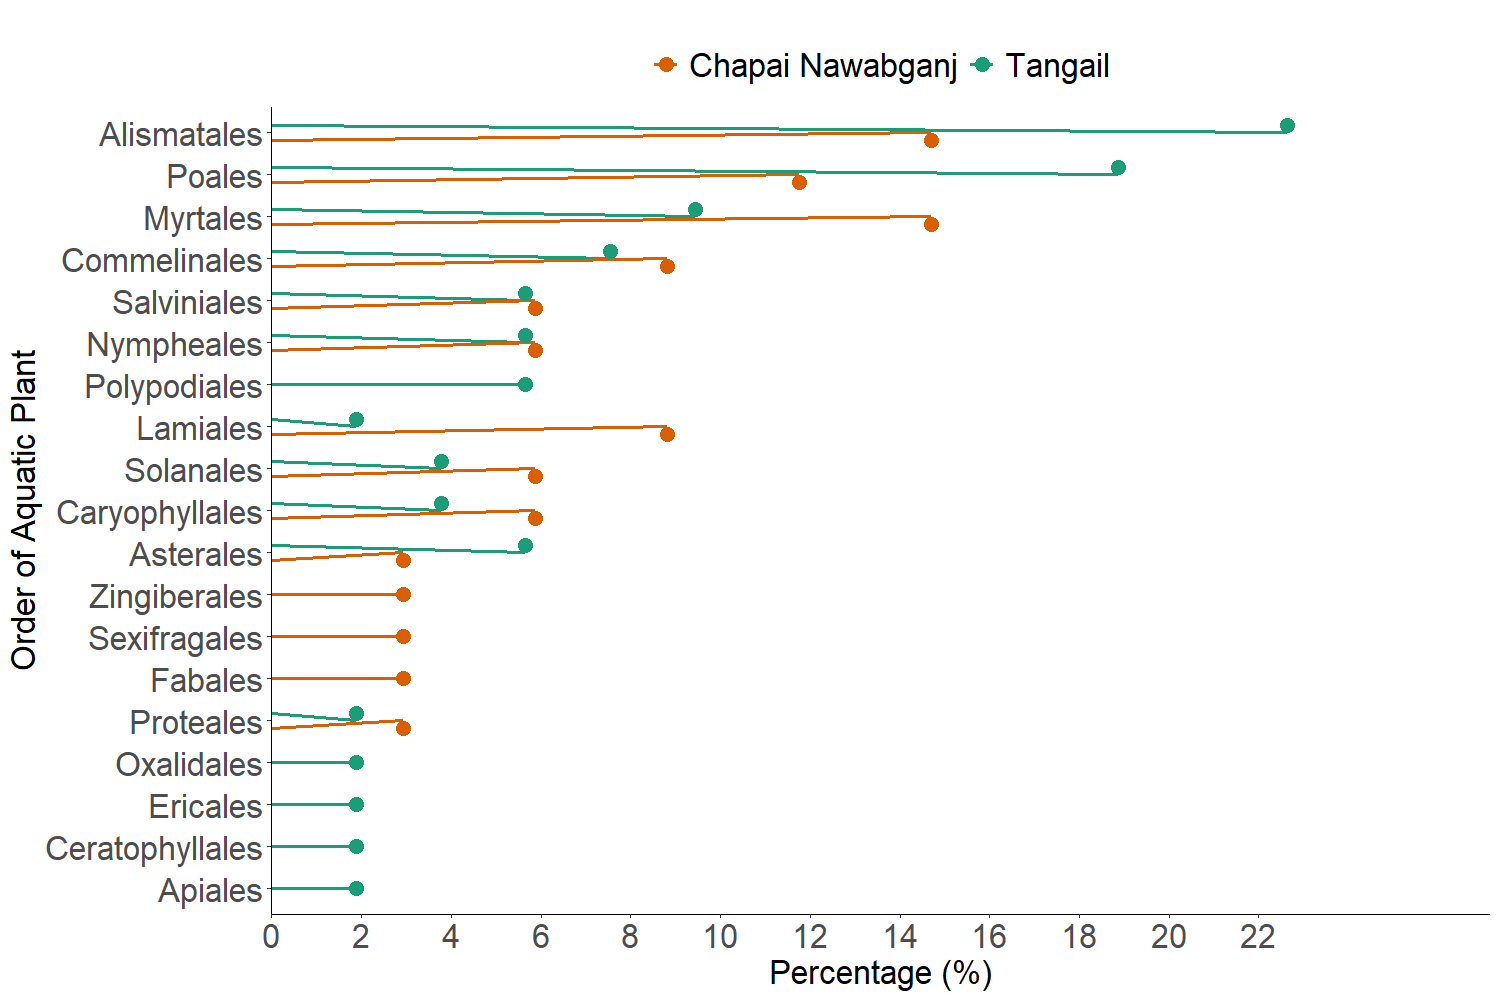 Chapai Nawabganj Tangail
Alismatales
Poales
Myrtales
Commelinales
Salviniales
Nympheales
Polypodiales
Lamiales
Solanales
Caryophyllales
Asterales
Zingiberales
Sexifragales
Fabales
Proteales
Oxalidales
Ericales
Ceratophyllales
Apiales
Order of Aquatic Plant
0 2 4 6 8 10 12 14 16 18 20 22
Percentage (%)